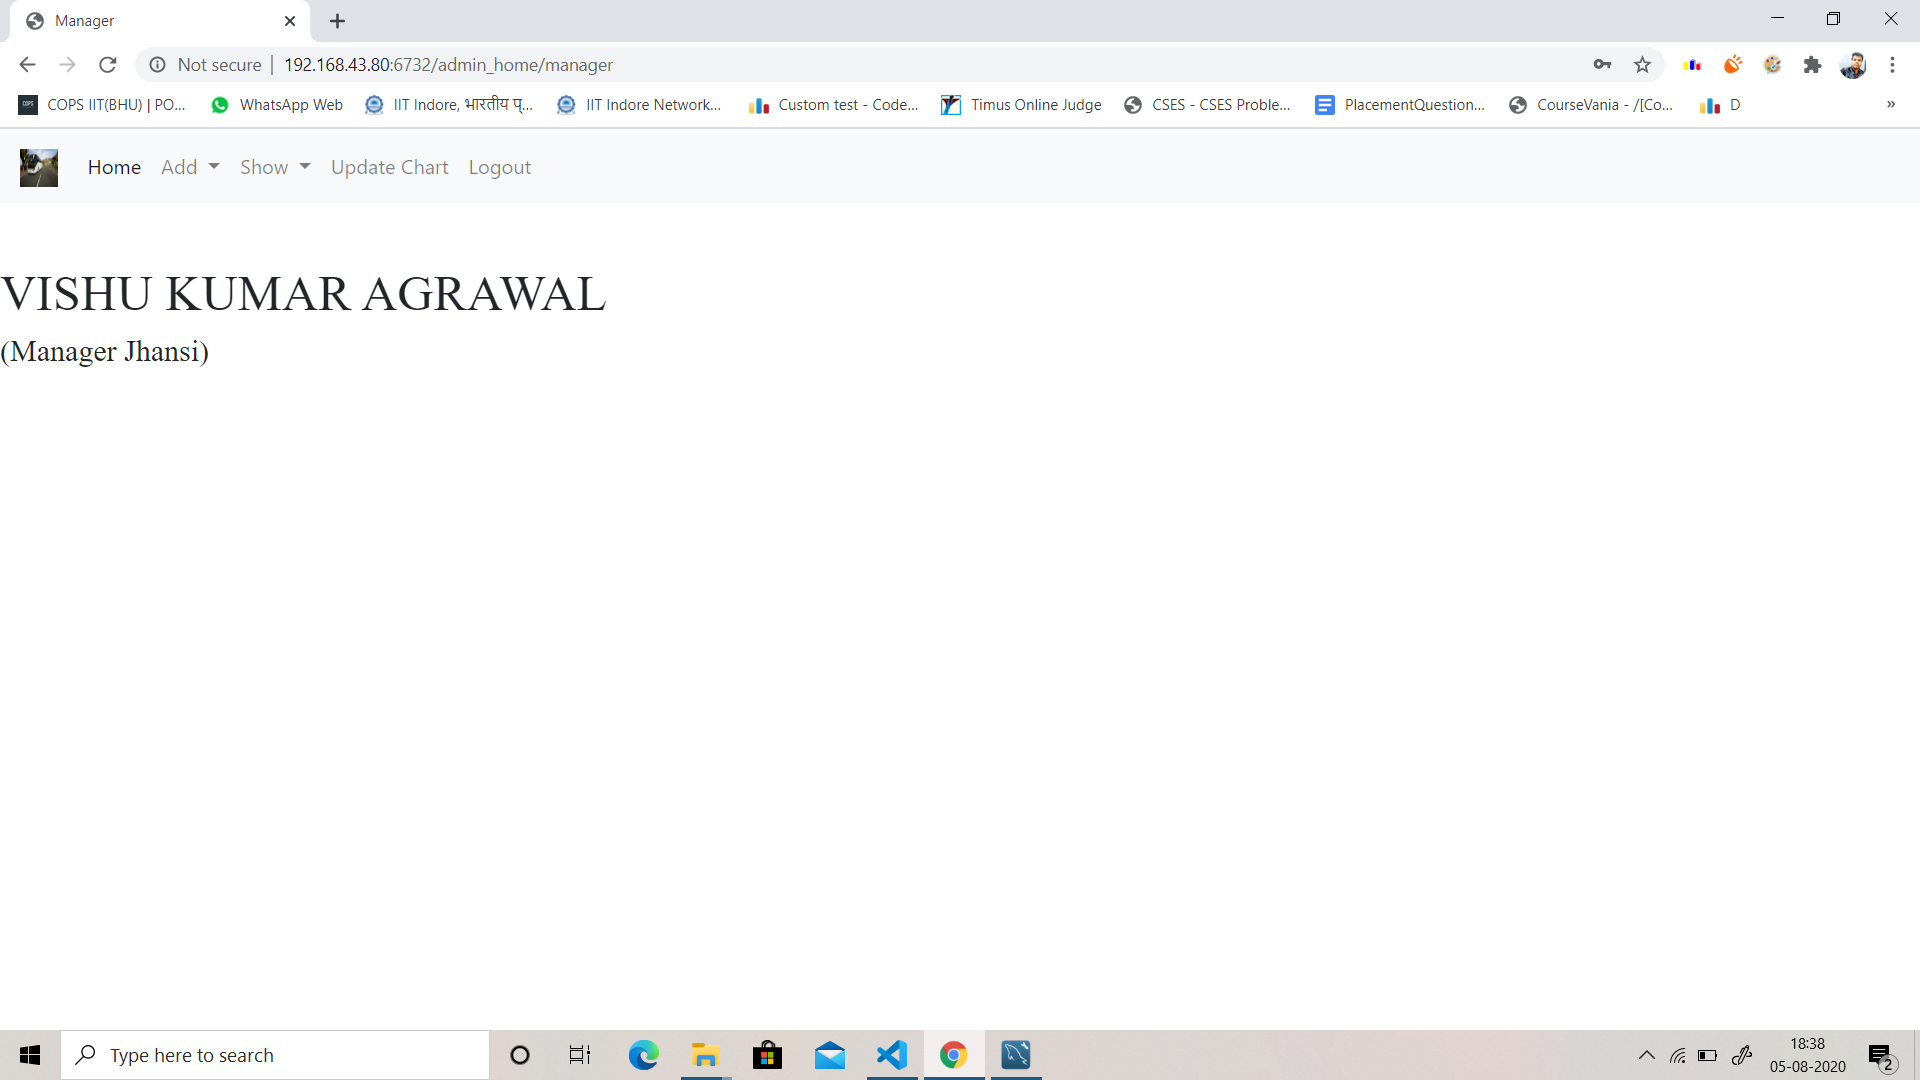 Manager
Not secure | 192.168.43.80:6732/admin_home/manager
COPS IIT(BHU) | PO... WhatsApp Web IIT Indore, भारतीय प्... IIT Indore Network... Custom test - Code... Timus Online Judge CSES - CSES Proble... PlacementQuestion... CourseVania - /[Co... D »
Home Add Show Update Chart Logout
VISHU KUMAR AGRAWAL
(Manager Jhansi)
Type here to search
18:38
05-08-2020
2